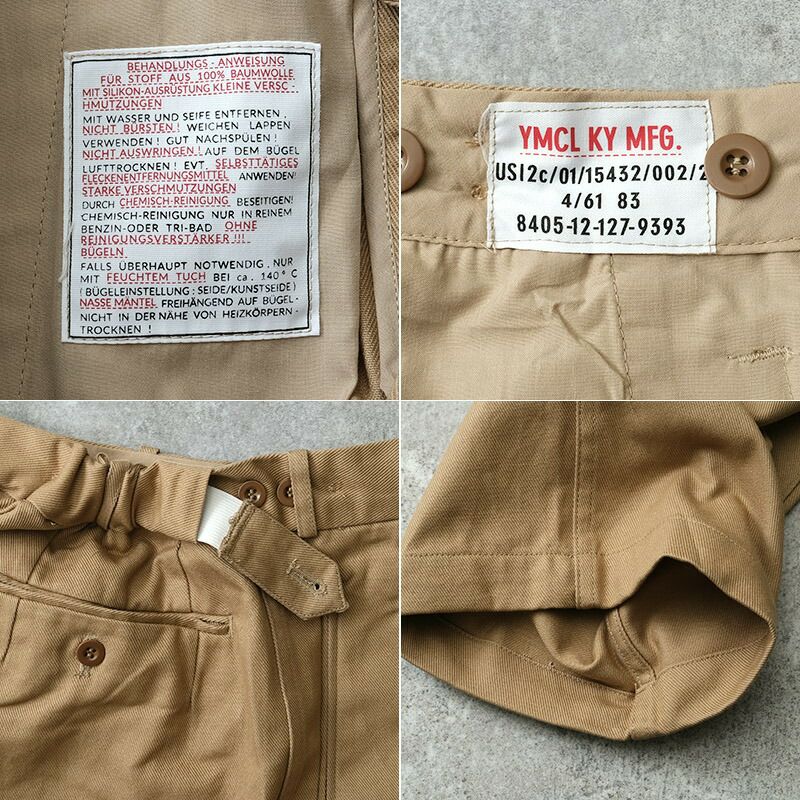 BEHANDLUNGS-ANWEISUNG
FÜR STOFF AUS 100% BAUMWOLLE
MIT SILIKON-AUSRÜSTUNG KLEINE VERSC-
HMÜTZUNGEN
MIT WASSER UND SEIFE ENTFERNEN.
NICHT BÜRSTEN! WEICHEN LAPPEN
VERWENDEN! GUT NACHSPÜLEN!
NICHT AUSWRINGEN! AUF DEM BÜGEL
LUFTTROCKNEN! EVT. SELBSTTÄTIGES
FLECKENENTFERNUNGSMITTEL ANWENDEN!
STARKE VERSCHMUTZUNGEN
DURCH CHEMISCH-REINIGUNG BESEITIGEN!
CHEMISCH-REINIGUNG NUR IN REINEM
BENZIN-ODER TRI-BAD OHNE
REINIGUNGSVERSTÄRKER!!!
BÜGELN
FALLS ÜBERHAUPT NOTWENDIG, NUR
MIT FEUCHTEM TUCH BEI ca. 140°C
(BÜGELEINSTELLUNG: SEIDE/KUNSTSEIDE)
NASSE MÄNTEL FREIHÄNGEND AUF BÜGEL-
NICHT IN DER NÄHE VON HEIZKÖRPERN-
TROCKNEN!
YMCL KY MFG.
USI2c/01/15432/002/2
4/61 83
8405-12-127-9393